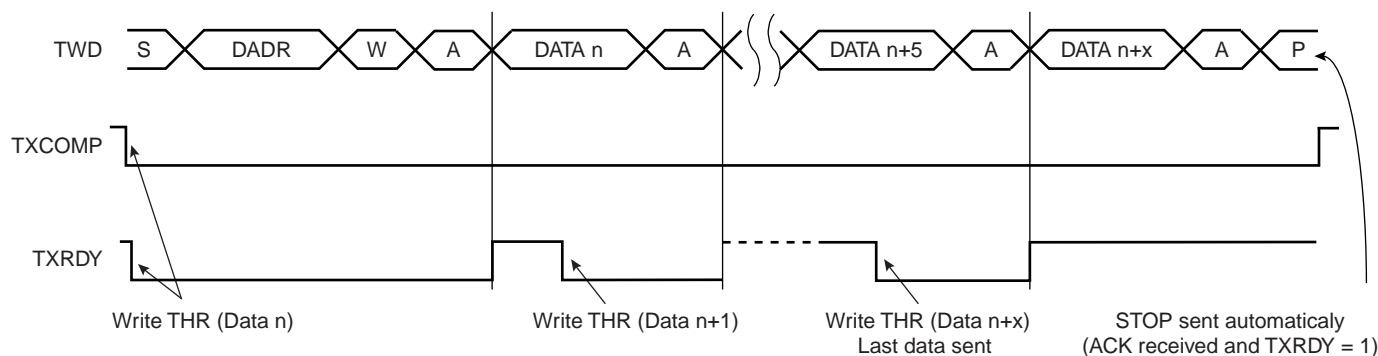 TWD S DADR W A DATA n A DATA n+5 A DATA n+x A P
TXCOMP
TXRDY
Write THR (Data n)
Write THR (Data n+1)
Write THR (Data n+x)
Last data sent
STOP sent automaticaly
(ACK received and TXRDY = 1)